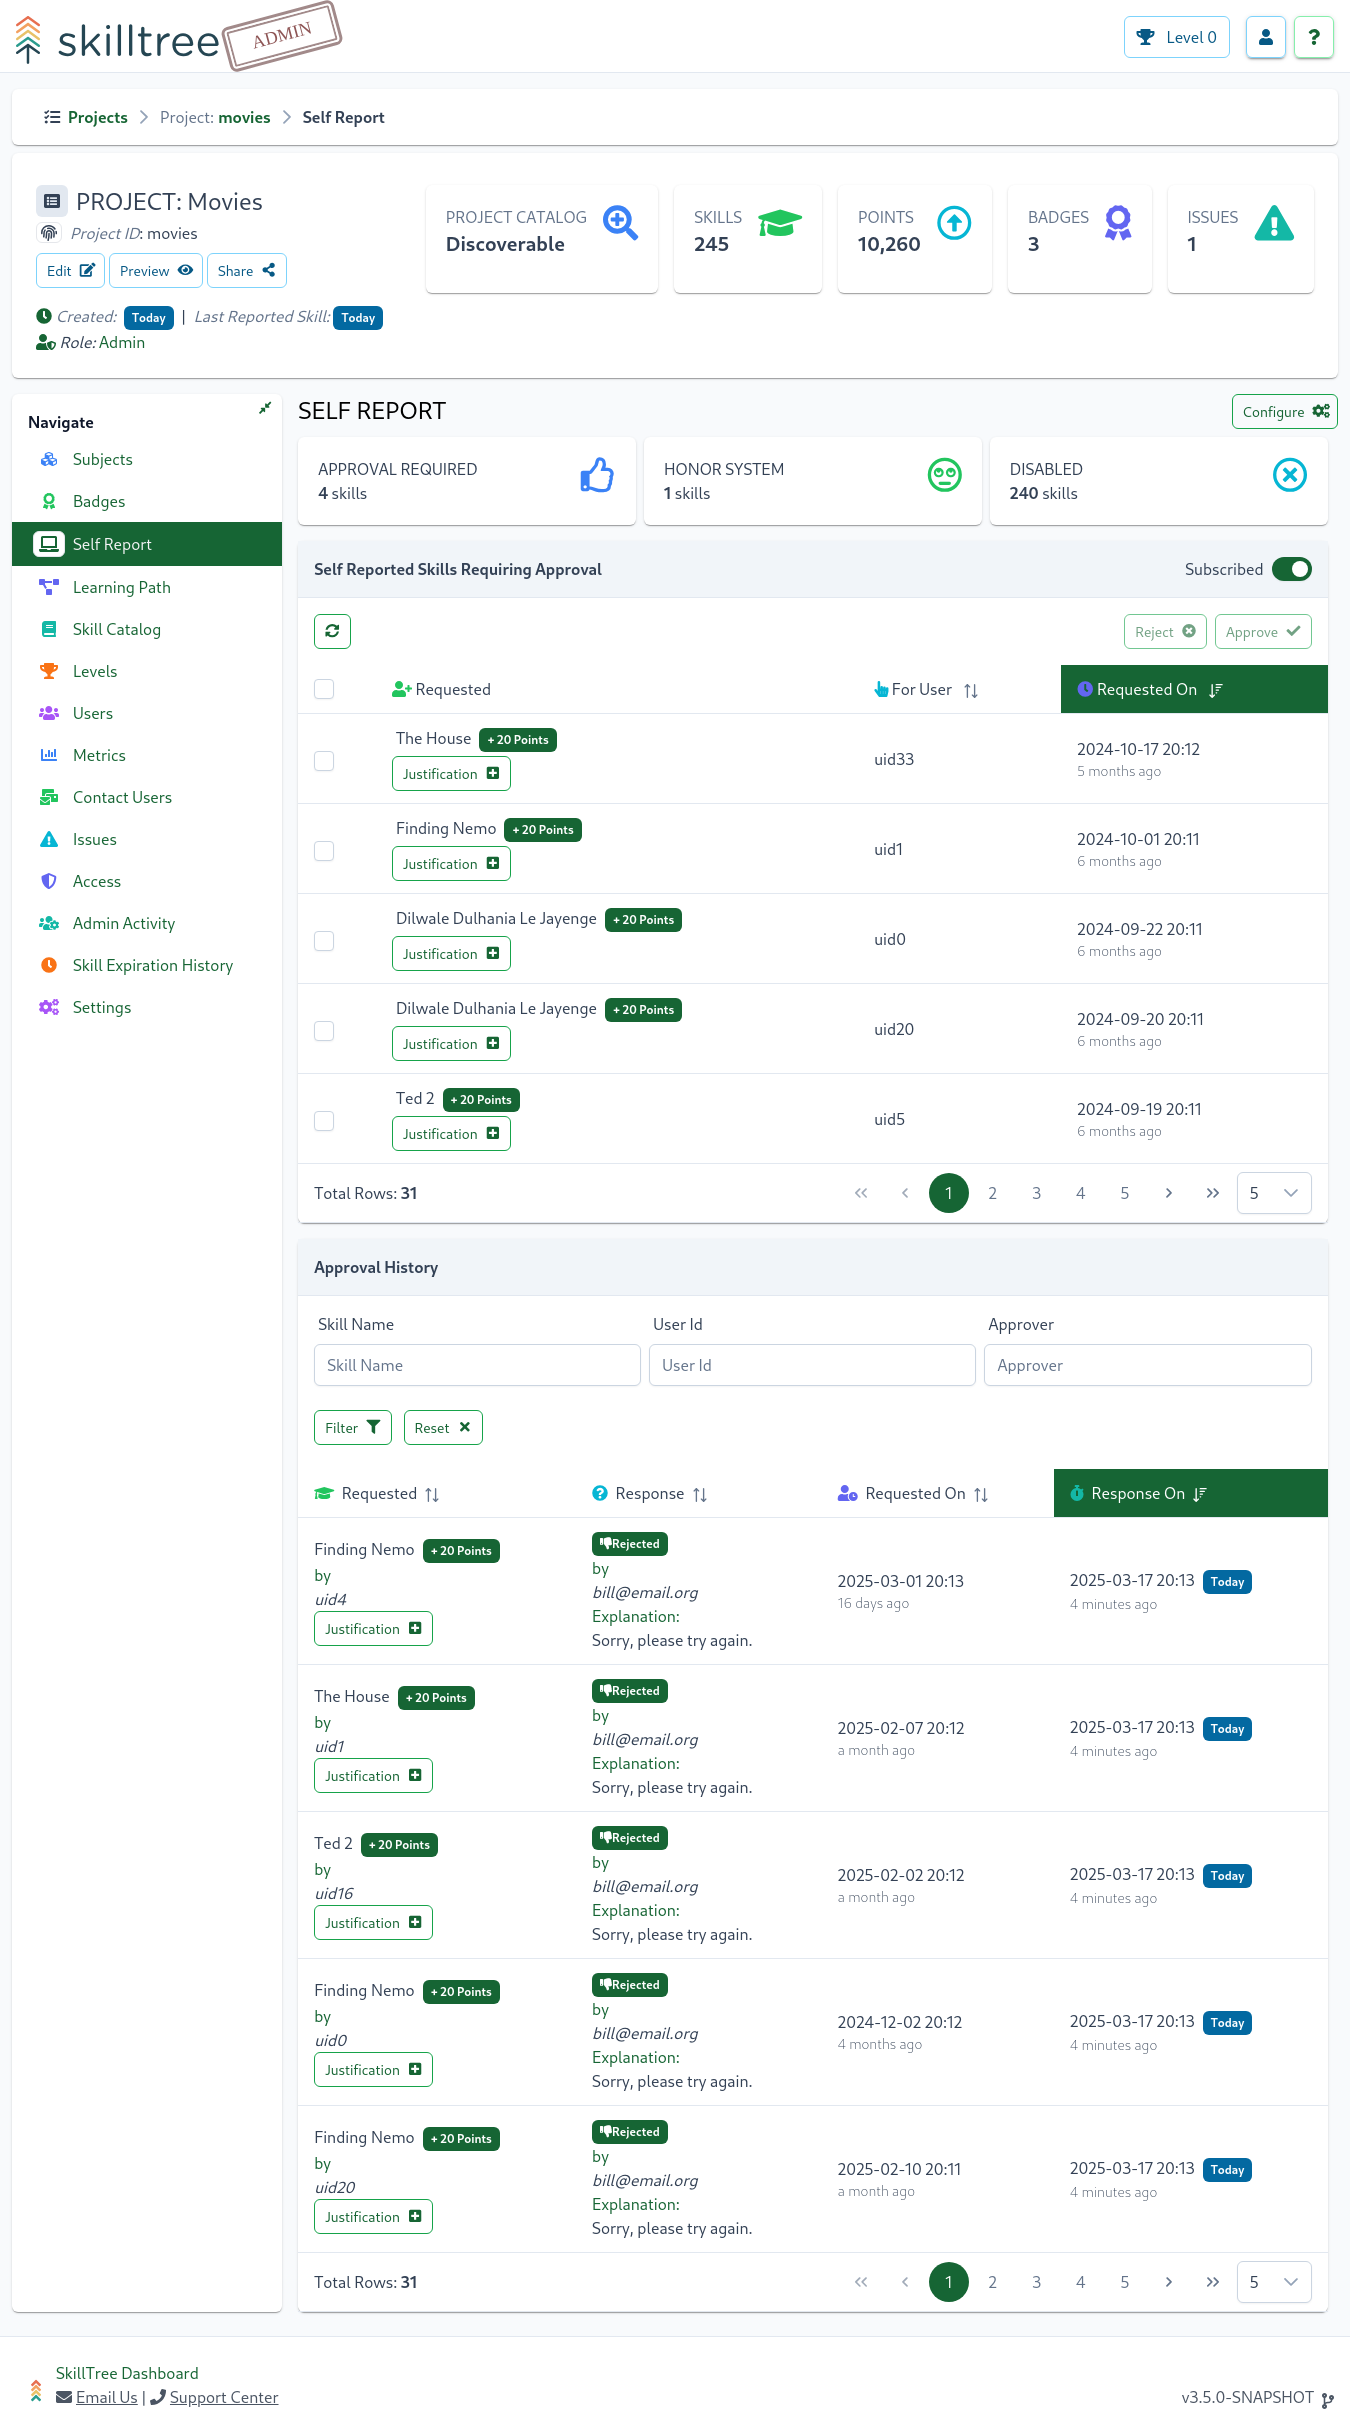 skilltree ADMIN Level 0
Projects Project: movies Self Report
PROJECT: Movies
Project ID: movies
Edit Preview Share
Created: Today | Last Reported Skill: Today
Role: Admin
PROJECT CATALOG
Discoverable
SKILLS
245
POINTS
10,260
BADGES
3
ISSUES
1
Navigate
Subjects
Badges
Self Report
Learning Path
Skill Catalog
Levels
Users
Metrics
Contact Users
Issues
Access
Admin Activity
Skill Expiration History
Settings
SELF REPORT
Configure
APPROVAL REQUIRED
4 skills
HONOR SYSTEM
1 skills
DISABLED
240 skills
Self Reported Skills Requiring Approval
Subscribed
Reject Approve
Requested For User Requested On
The House + 20 Points
Justification
uid33
2024-10-17 20:12
5 months ago
Finding Nemo + 20 Points
Justification
uid1
2024-10-01 20:11
6 months ago
Dilwale Dulhania Le Jayenge + 20 Points
Justification
uid0
2024-09-22 20:11
6 months ago
Dilwale Dulhania Le Jayenge + 20 Points
Justification
uid20
2024-09-20 20:11
6 months ago
Ted 2 + 20 Points
Justification
uid5
2024-09-19 20:11
6 months ago
Total Rows: 31
1 2 3 4 5 5
Approval History
Skill Name User Id Approver
Skill Name User Id Approver
Filter Reset
Requested Response Requested On Response On
Finding Nemo + 20 Points
by
uid4
Justification
Rejected
by
bill@email.org
Explanation:
Sorry, please try again.
2025-03-01 20:13
16 days ago
2025-03-17 20:13 Today
4 minutes ago
The House + 20 Points
by
uid1
Justification
Rejected
by
bill@email.org
Explanation:
Sorry, please try again.
2025-02-07 20:12
a month ago
2025-03-17 20:13 Today
4 minutes ago
Ted 2 + 20 Points
by
uid16
Justification
Rejected
by
bill@email.org
Explanation:
Sorry, please try again.
2025-02-02 20:12
a month ago
2025-03-17 20:13 Today
4 minutes ago
Finding Nemo + 20 Points
by
uid0
Justification
Rejected
by
bill@email.org
Explanation:
Sorry, please try again.
2024-12-02 20:12
4 months ago
2025-03-17 20:13 Today
4 minutes ago
Finding Nemo + 20 Points
by
uid20
Justification
Rejected
by
bill@email.org
Explanation:
Sorry, please try again.
2025-02-10 20:11
a month ago
2025-03-17 20:13 Today
4 minutes ago
Total Rows: 31
1 2 3 4 5 5
SkillTree Dashboard
Email Us | Support Center
v3.5.0-SNAPSHOT